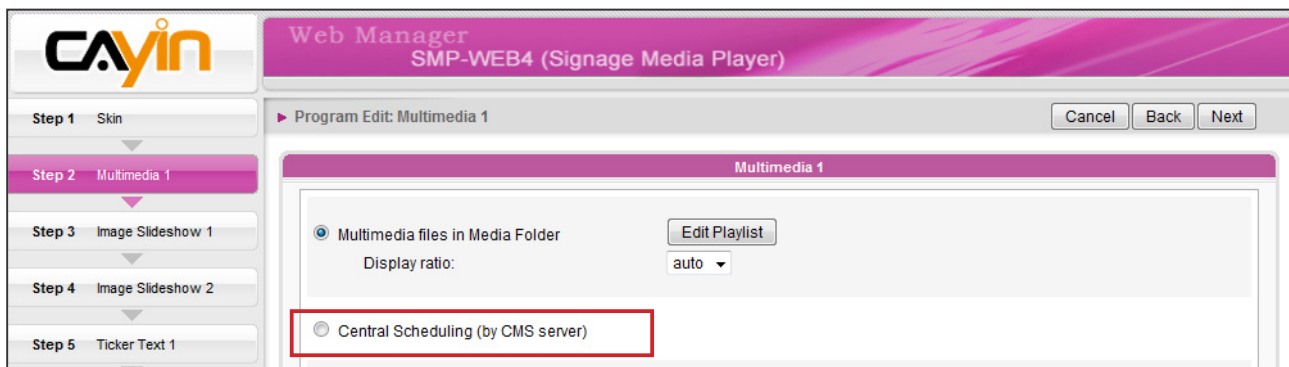 CAYIN
Web Manager
SMP-WEB4 (Signage Media Player)
Step 1 Skin
Step 2 Multimedia 1
Step 3 Image Slideshow 1
Step 4 Image Slideshow 2
Step 5 Ticker Text 1
Program Edit: Multimedia 1
Cancel Back Next
Multimedia 1
Multimedia files in Media Folder Edit Playlist
Display ratio: auto
Central Scheduling (by CMS server)